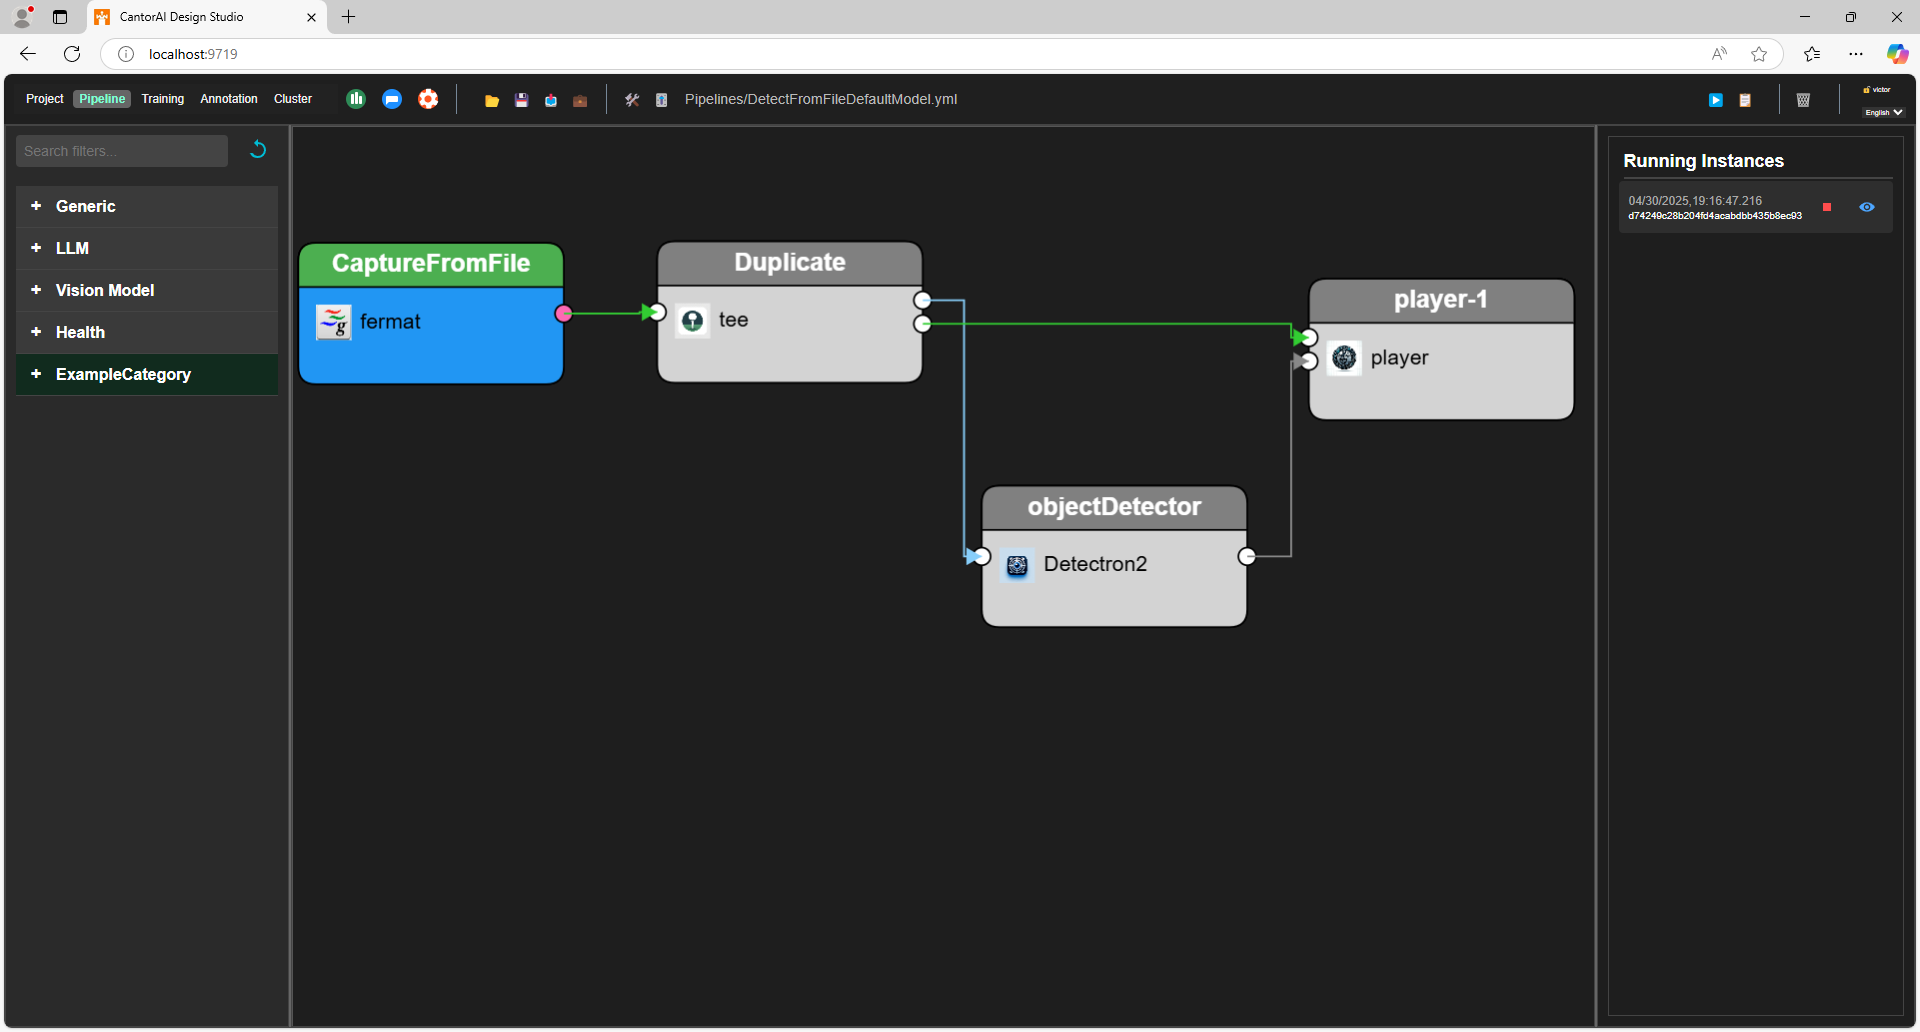 CantorAI Design Studio
localhost:9719
Project Pipeline Training Annotation Cluster
Pipelines/DetectFromFileDefaultModel.yml
victor
English
Search filters...
+ Generic
+ LLM
+ Vision Model
+ Health
+ ExampleCategory
CaptureFromFile
fermat
Duplicate
tee
player-1
player
objectDetector
Detectron2
Running Instances
04/30/2025,19:16:47.216
d74249c28b204fd4acabdbb435b8ec93